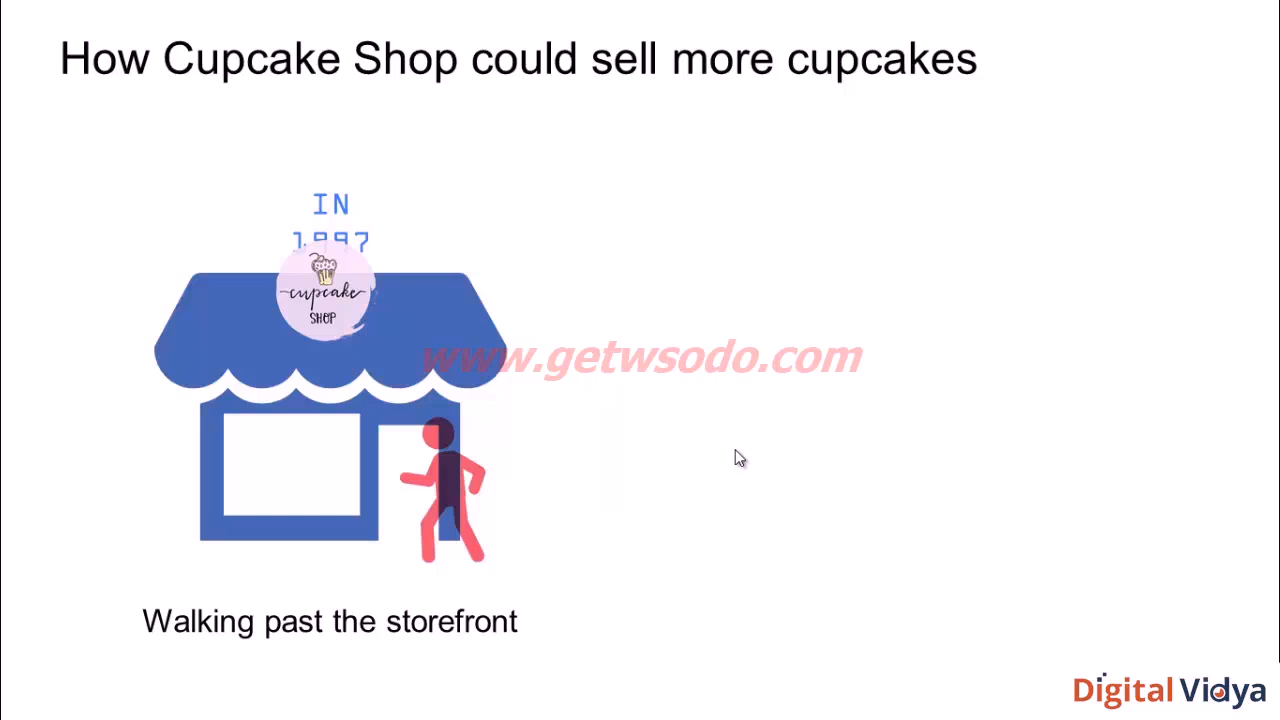 How Cupcake Shop could sell more cupcakes
IN
1997
cupcake
SHOP
www.getwsodo.com
Walking past the storefront
Digital Vidya